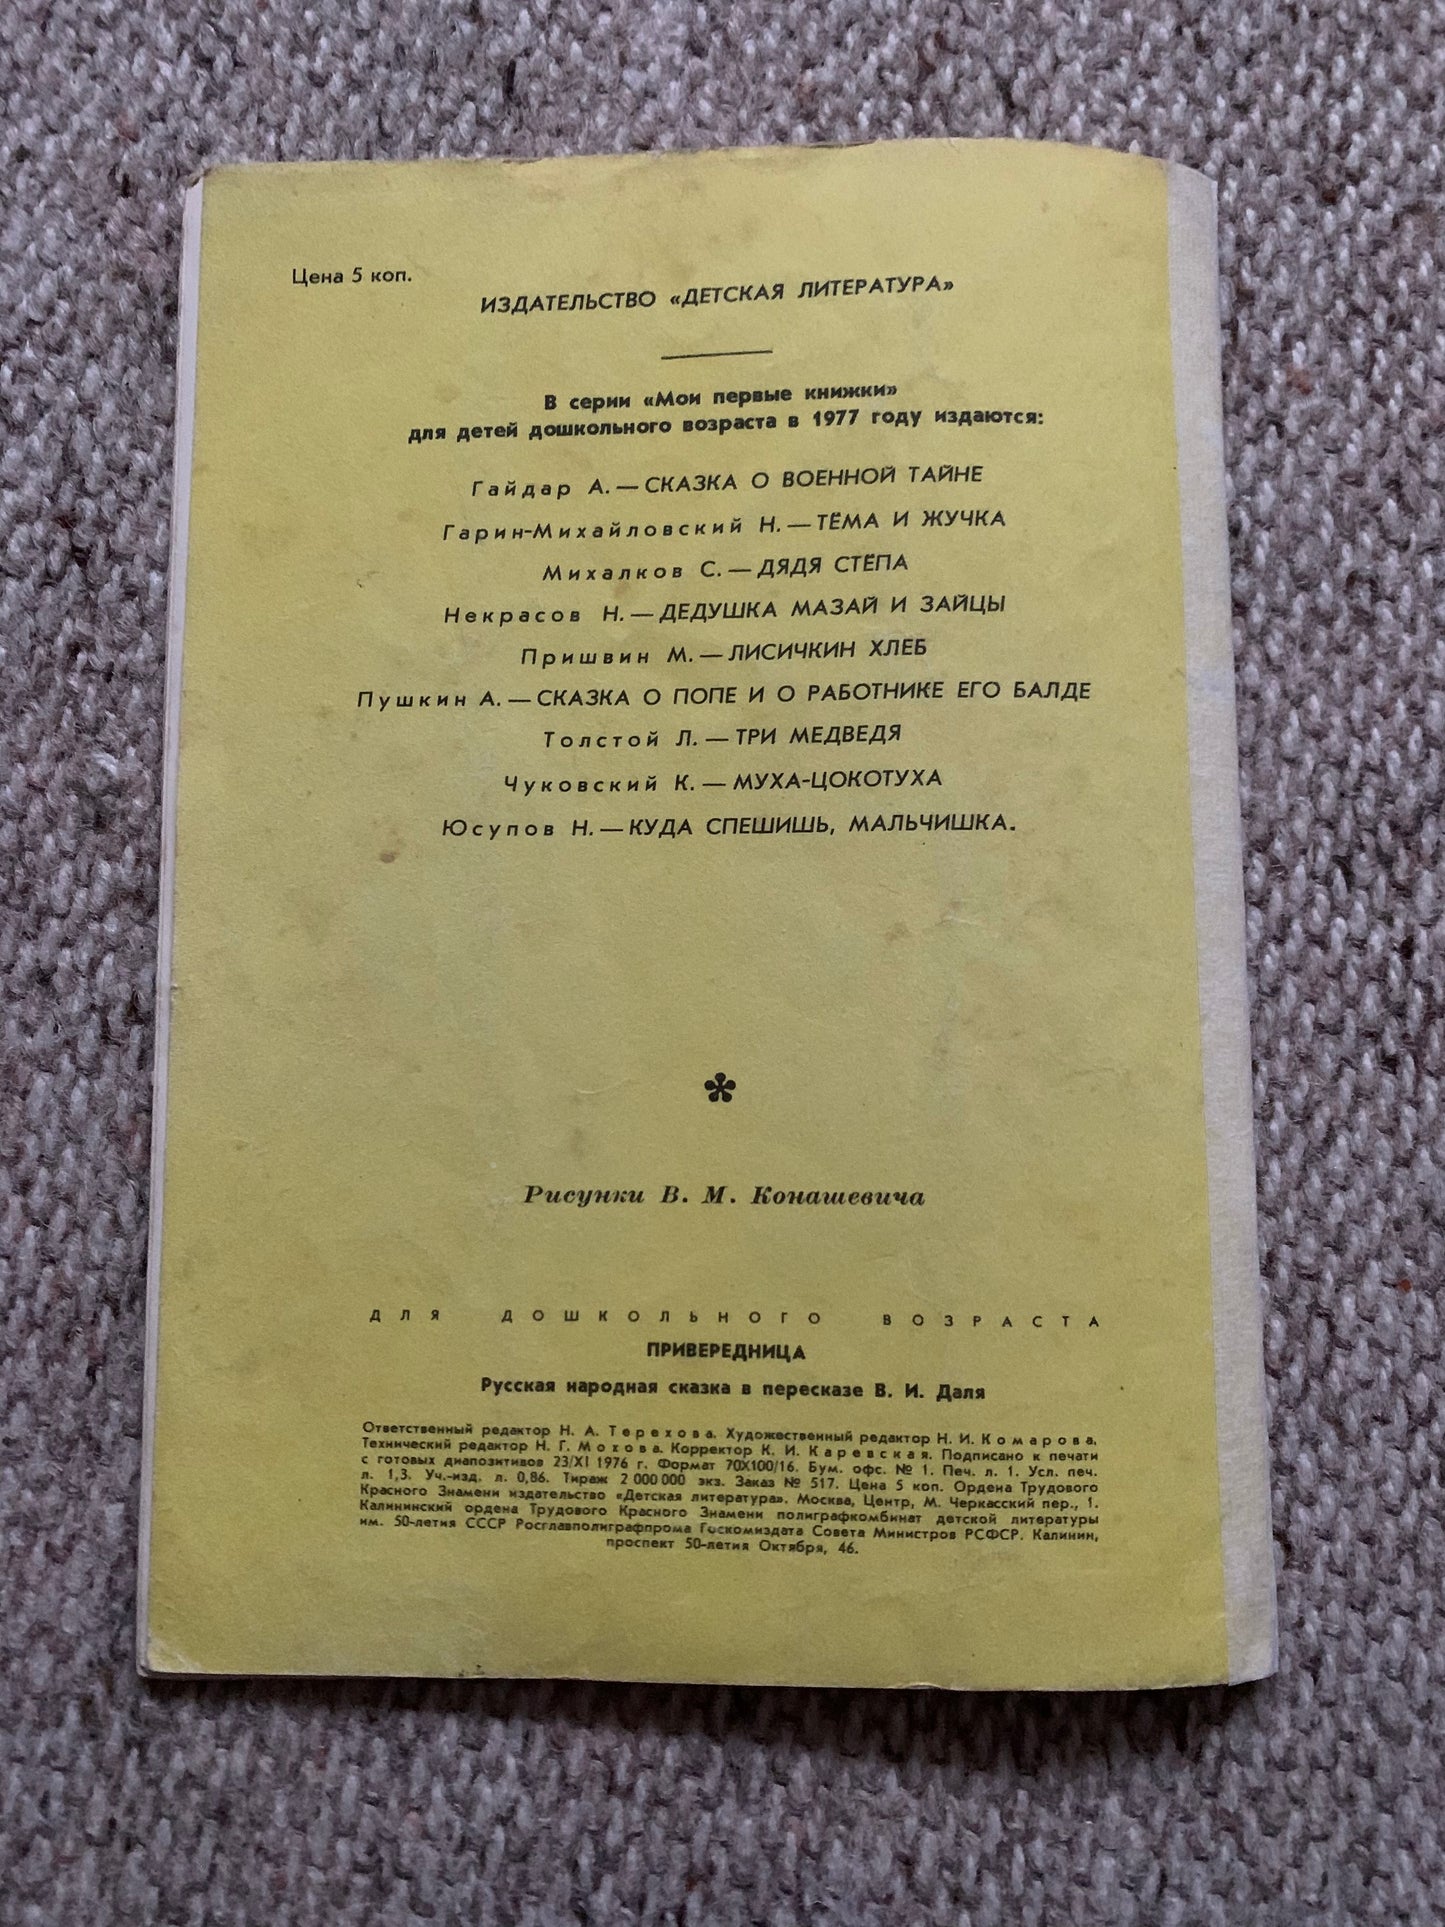 Цена 5 коп.
ИЗДАТЕЛЬСТВО «ДЕТСКАЯ ЛИТЕРАТУРА»
В серии «Мои первые книжки»
для детей дошкольного возраста в 1977 году издаются:
Гайдар А. — СКАЗКА О ВОЕННОЙ ТАЙНЕ
Гарин-Михайловский Н. — ТЁМА И ЖУЧКА
Михалков С. — ДЯДЯ СТЁПА
Некрасов Н. — ДЕДУШКА МАЗАЙ И ЗАЙЦЫ
Пришвин М. — ЛИСИЧКИН ХЛЕБ
Пушкин А. — СКАЗКА О ПОПЕ И О РАБОТНИКЕ ЕГО БАЛДЕ
Толстой Л. — ТРИ МЕДВЕДЯ
Чуковский К. — МУХА-ЦОКОТУХА
Юсупов Н. — КУДА СПЕШИШЬ, МАЛЬЧИШКА.
*
Рисунки В. М. Конашевича
ДЛЯ ДОШКОЛЬНОГО ВОЗРАСТА
ПРИВЕРЕДНИЦА
Русская народная сказка в пересказе В. И. Даля
Ответственный редактор Н. А. Терехова. Художественный редактор Н. И. Комарова.
Технический редактор Н. Г. Мохова. Корректор К. И. Каревская. Подписано к печати
с готовых диапозитивов 23/XI 1976 г. Формат 70X100/16. Бум. офс. № 1. Печ. л. 1. Усл. печ.
л. 1,3. Уч.-изд. л. 0,86. Тираж 2 000 000 экз. Заказ № 517. Цена 5 коп. Ордена Трудового
Красного Знамени издательство «Детская литература». Москва, Центр, М. Черкасский пер., 1.
Калининский ордена Трудового Красного Знамени полиграфкомбинат детской литературы
им. 50-летия СССР Росглавполиграфпрома Госкомиздата Совета Министров РСФСР. Калинин,
проспект 50-летия Октября, 46.